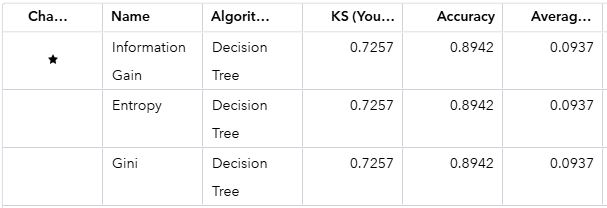 Cha... Name Algorit... KS (You... Accuracy Averag...
Information Decision 0.7257 0.8942 0.0937
Gain Tree
Entropy Decision 0.7257 0.8942 0.0937
Tree
Gini Decision 0.7257 0.8942 0.0937
Tree